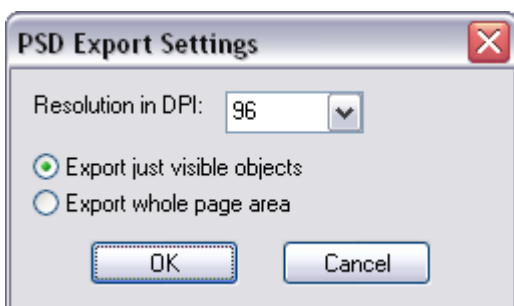 PSD Export Settings
Resolution in DPI: 96
Export just visible objects
Export whole page area
OK Cancel